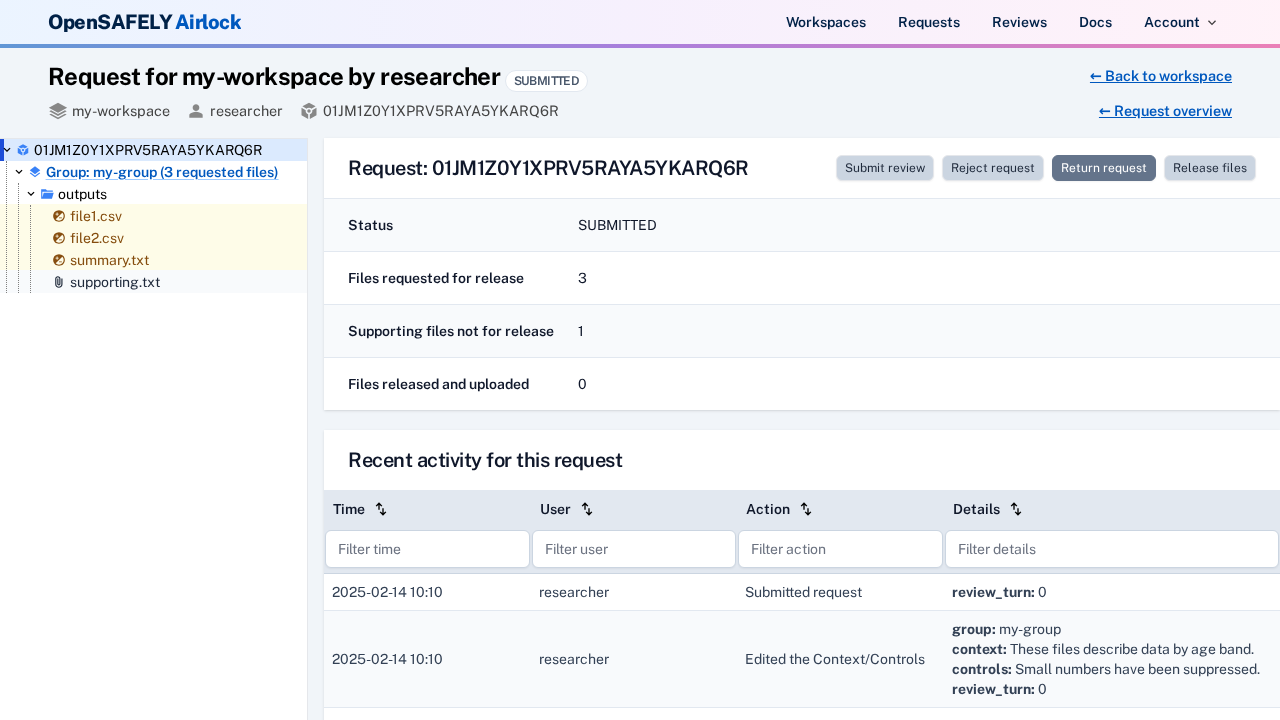 OpenSAFELY Airlock
Workspaces Requests Reviews Docs Account
Request for my-workspace by researcher SUBMITTED
← Back to workspace
my-workspace researcher 01JM1Z0Y1XPRV5RAYA5YKARQ6R
← Request overview
01JM1Z0Y1XPRV5RAYA5YKARQ6R
Group: my-group (3 requested files)
outputs
file1.csv
file2.csv
summary.txt
supporting.txt
Request: 01JM1Z0Y1XPRV5RAYA5YKARQ6R
Submit review Reject request Return request Release files
Status SUBMITTED
Files requested for release 3
Supporting files not for release 1
Files released and uploaded 0
Recent activity for this request
Time User Action Details
Filter time Filter user Filter action Filter details
2025-02-14 10:10 researcher Submitted request review_turn: 0
2025-02-14 10:10 researcher Edited the Context/Controls group: my-group
context: These files describe data by age band.
controls: Small numbers have been suppressed.
review_turn: 0